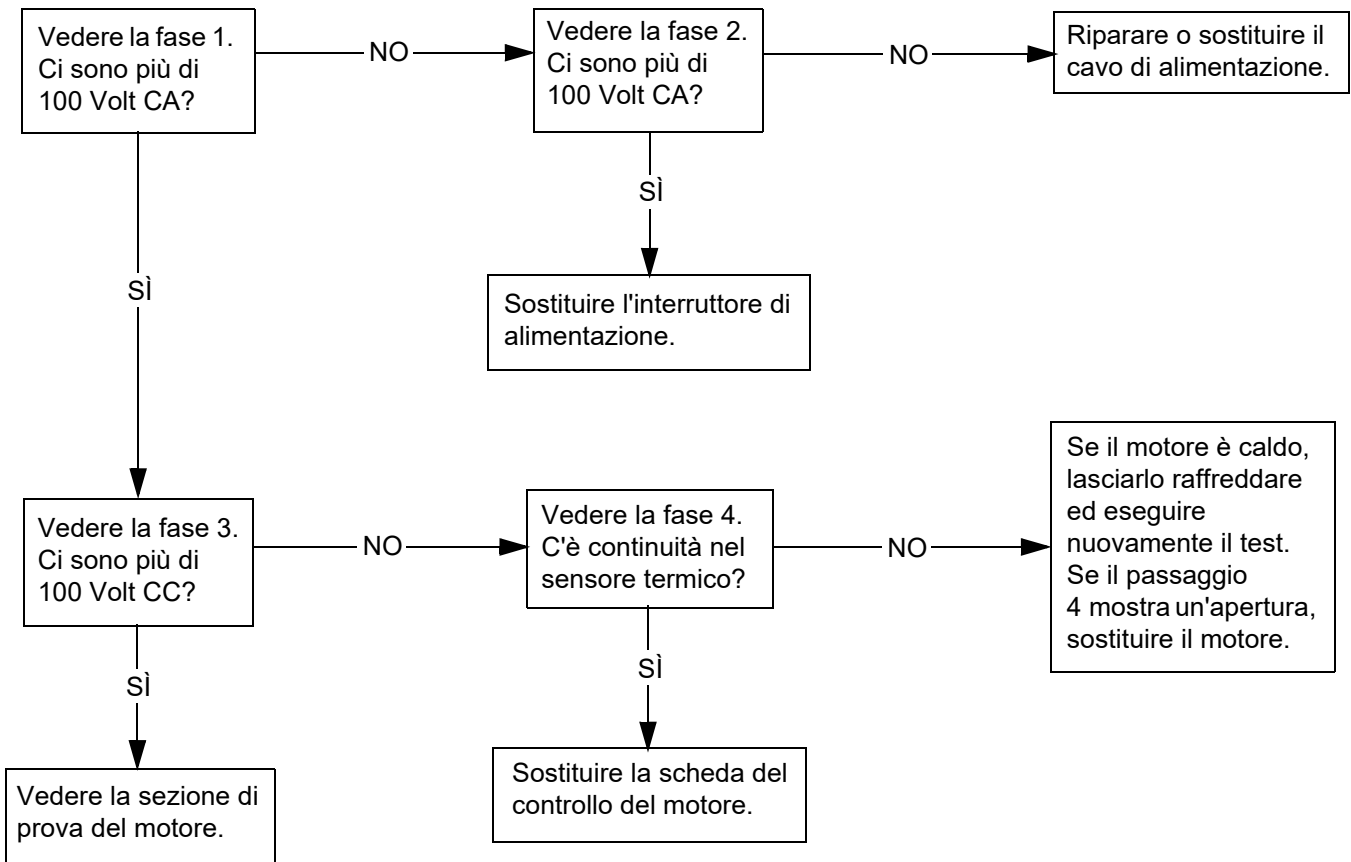 Vedere la fase 1.
Ci sono più di
100 Volt CA?
NO
Vedere la fase 2.
Ci sono più di
100 Volt CA?
NO
Riparare o sostituire il
cavo di alimentazione.
SÌ
Sostituire l'interruttore di
alimentazione.
SÌ
Vedere la fase 3.
Ci sono più di
100 Volt CC?
NO
Vedere la fase 4.
C'è continuità nel
sensore termico?
NO
Se il motore è caldo,
lasciarlo raffreddare
ed eseguire
nuovamente il test.
Se il passaggio
4 mostra un'apertura,
sostituire il motore.
SÌ
Vedere la sezione di
prova del motore.
SÌ
Sostituire la scheda del
controllo del motore.